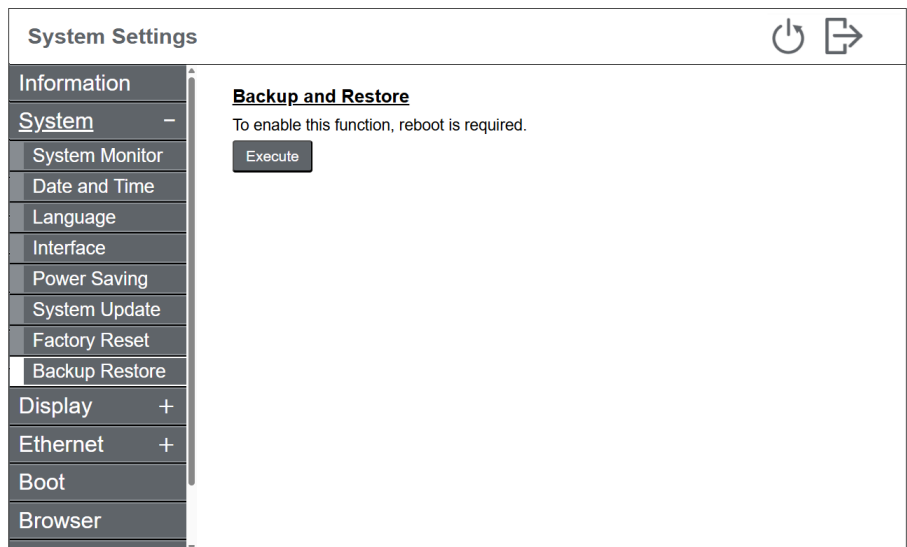 System Settings
Information
System −
System Monitor
Date and Time
Language
Interface
Power Saving
System Update
Factory Reset
Backup Restore
Display +
Ethernet +
Boot
Browser
Backup and Restore
To enable this function, reboot is required.
Execute